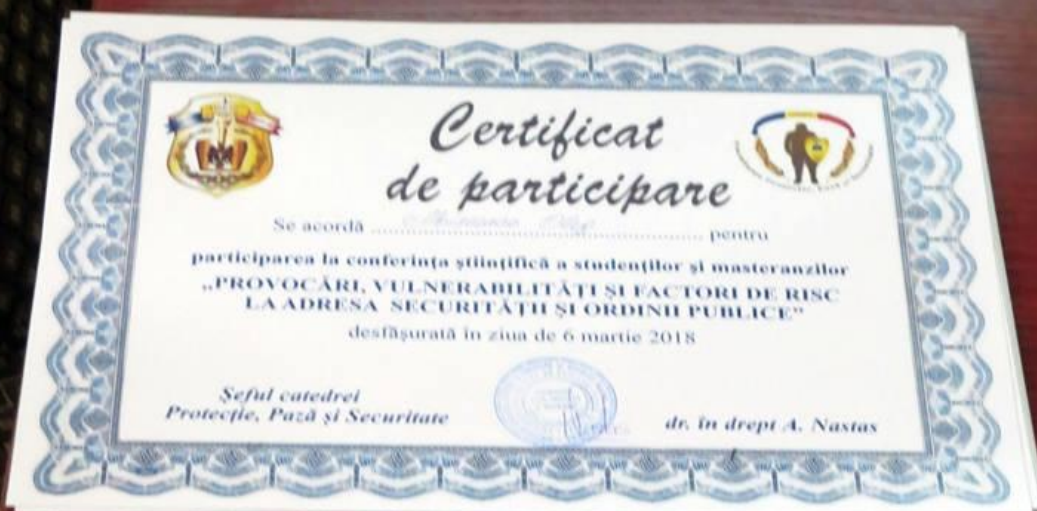 Certificat
de participare
Se acordă ........................................................ pentru
participarea la conferința științifică a studenților și masteranzilor
„PROVOCĂRI, VULNERABILITĂȚI ȘI FACTORI DE RISC
LA ADRESA SECURITĂȚII ȘI ORDINII PUBLICE”
desfășurată în ziua de 6 martie 2018
Șeful catedrei
Protecție, Pază și Securitate
dr. în drept A. Nastas